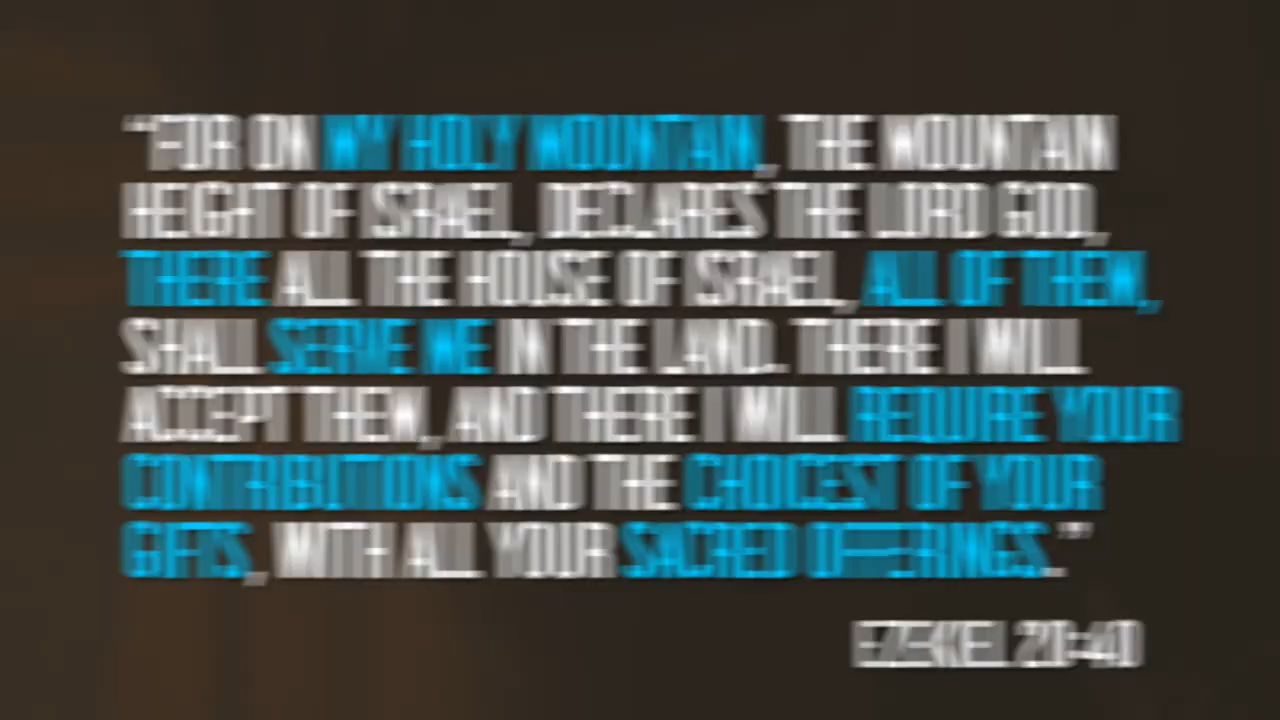 “FOR ON MY HOLY MOUNTAIN, THE MOUNTAIN
HEIGHT OF ISRAEL, DECLARES THE LORD GOD,
THERE ALL THE HOUSE OF ISRAEL, ALL OF THEM,
SHALL SERVE ME IN THE LAND. THERE I WILL
ACCEPT THEM, AND THERE I WILL REQUIRE YOUR
CONTRIBUTIONS AND THE CHOICEST OF YOUR
GIFTS, WITH ALL YOUR SACRED OFFERINGS.”
EZEKIEL 20:40